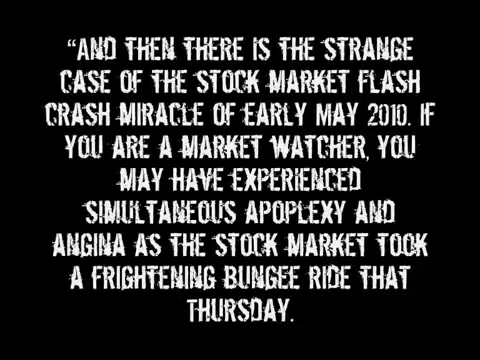 “AND THEN THERE IS THE STRANGE
CASE OF THE STOCK MARKET FLASH
CRASH MIRACLE OF EARLY MAY 2010. IF
YOU ARE A MARKET WATCHER, YOU
MAY HAVE EXPERIENCED
SIMULTANEOUS APOPLEXY AND
ANGINA AS THE STOCK MARKET TOOK
A FRIGHTENING BUNGEE RIDE THAT
THURSDAY.